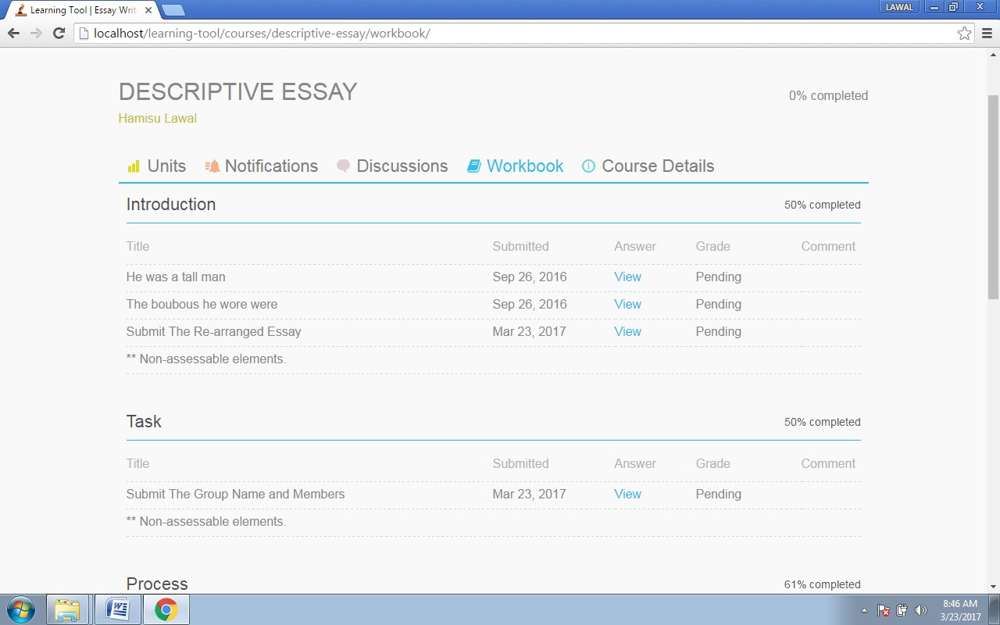 Learning Tool | Essay Writ
LAWAL
localhost/learning-tool/courses/descriptive-essay/workbook/
DESCRIPTIVE ESSAY 0% completed
Hamisu Lawal
Units Notifications Discussions Workbook Course Details
Introduction 50% completed
Title Submitted Answer Grade Comment
He was a tall man Sep 26, 2016 View Pending
The boubous he wore were Sep 26, 2016 View Pending
Submit The Re-arranged Essay Mar 23, 2017 View Pending
** Non-assessable elements.
Task 50% completed
Title Submitted Answer Grade Comment
Submit The Group Name and Members Mar 23, 2017 View Pending
** Non-assessable elements.
Process 61% completed
8:46 AM
3/23/2017